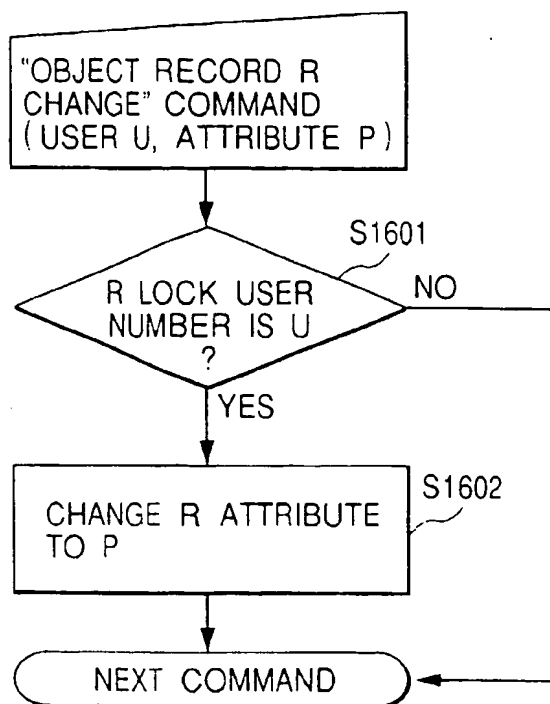 "OBJECT RECORD R
CHANGE" COMMAND
(USER U, ATTRIBUTE P)
S1601
R LOCK USER
NUMBER IS U
?
NO
YES
S1602
CHANGE R ATTRIBUTE
TO P
NEXT COMMAND